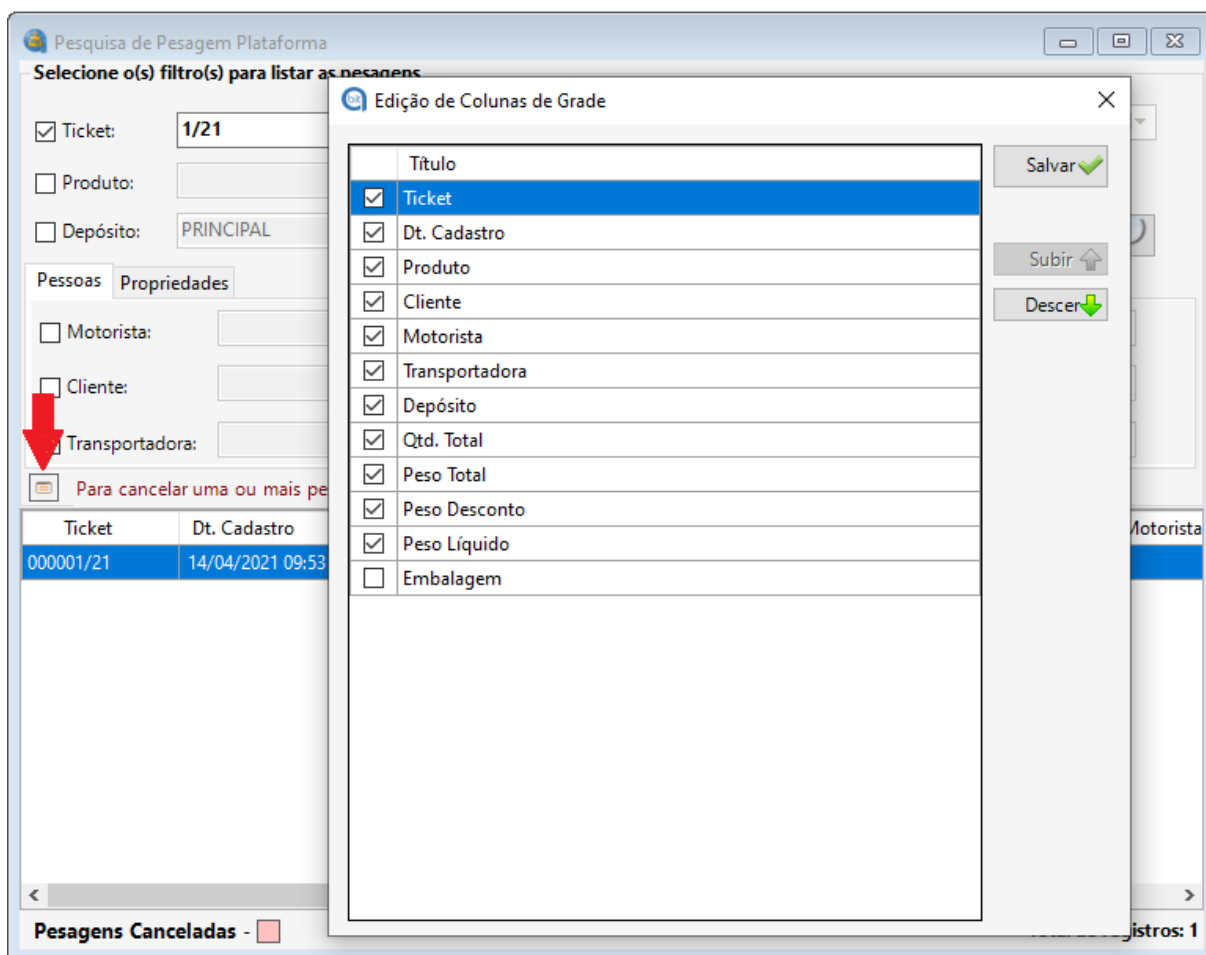 Pesquisa de Pesagem Plataforma
Selecione o(s) filtro(s) para listar as pesagens
Ticket: 1/21
Produto:
Depósito: PRINCIPAL
Pessoas Propriedades
Motorista:
Cliente:
Transportadora:
Para cancelar uma ou mais
Ticket Dt. Cadastro Motorista
000001/21 14/04/2021 09:53
Pesagens Canceladas -
registros: 1
bit Edição de Colunas de Grade
Título
Ticket
Dt. Cadastro
Produto
Cliente
Motorista
Transportadora
Depósito
Qtd. Total
Peso Total
Peso Desconto
Peso Líquido
Embalagem
Salvar
Subir
Descer